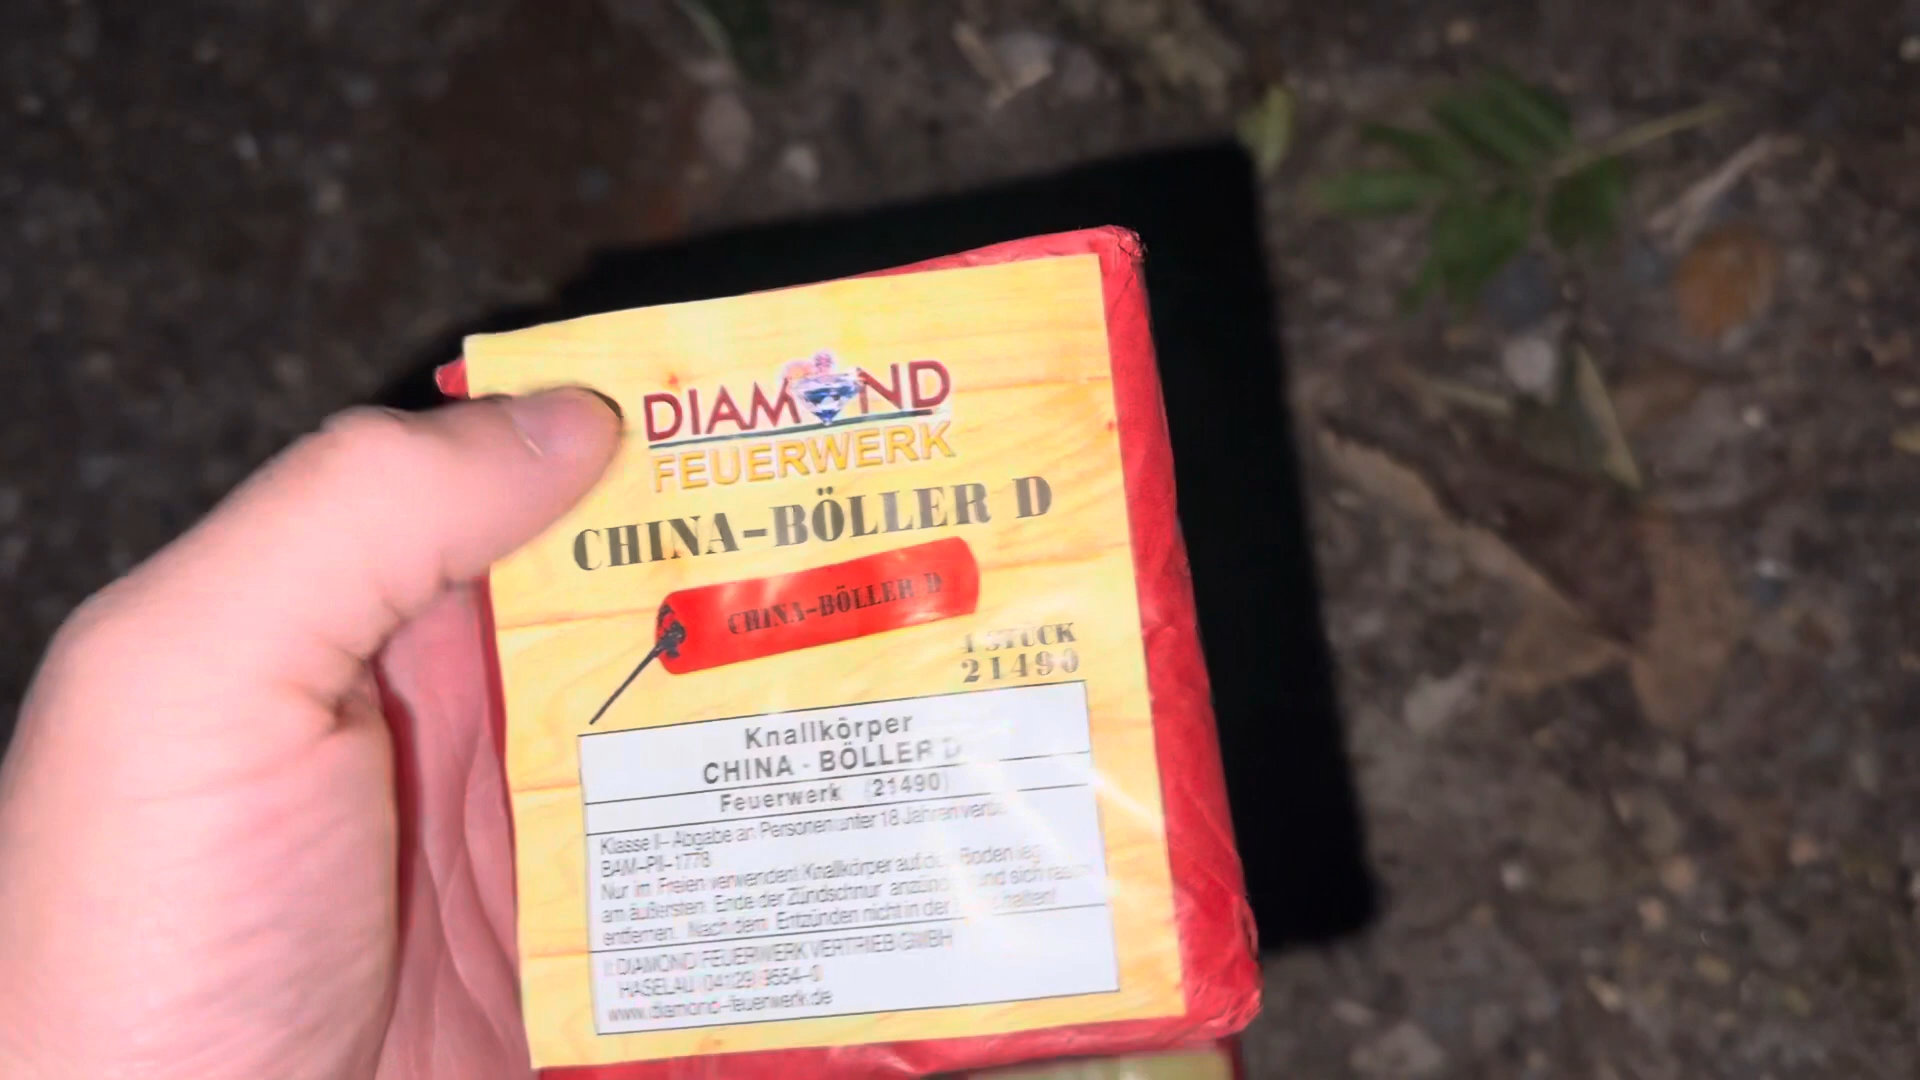 DIAMOND
FEUERWERK
CHINA-BÖLLER D
CHINA-BÖLLER D
4 STÜCK
21490
Knallkörper
CHINA - BÖLLER D
Feuerwerk (21490)
Klasse II - Abgabe an Personen unter 18 Jahren
BAM-PII-1778
Nur im Freien verwenden! Knallkörper auf den Boden
am äußersten Ende der Zündschnur und sich
entfernen. Nach dem Entzünden nicht in der halten!
DIAMOND FEUERWERK VERTRIEB GMBH
HASELAU (04129) 9554-0
www.diamond-feuerwerk.de